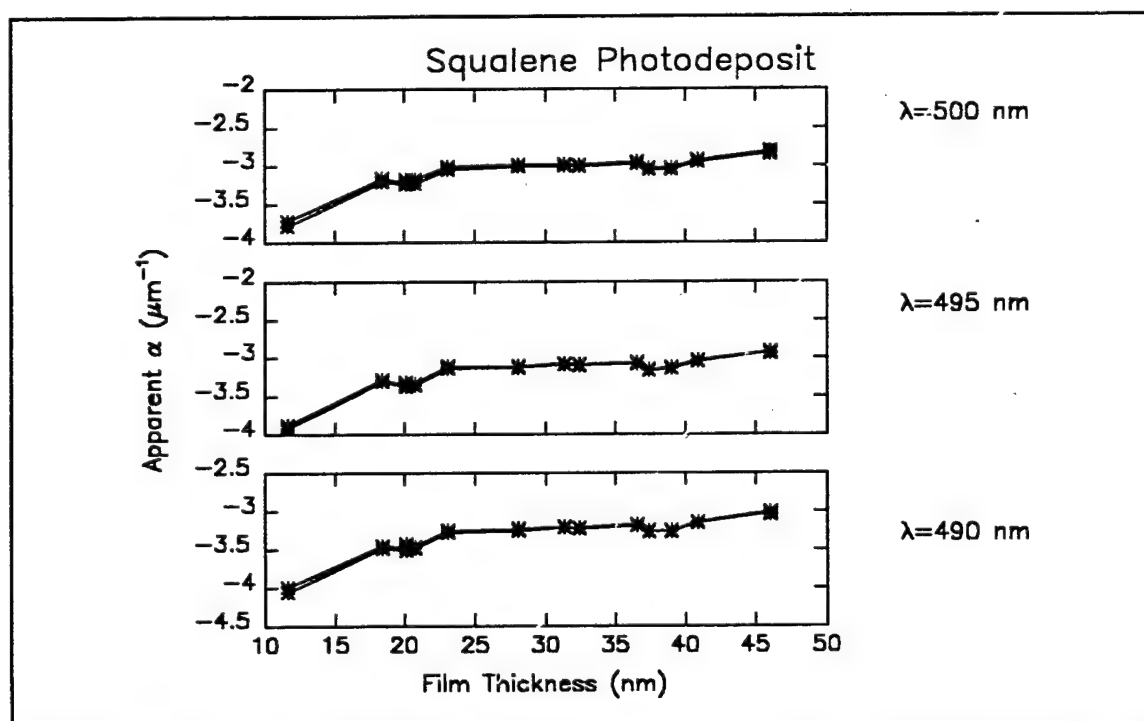 Squalene Photodeposit
-2
-2.5
-3
-3.5
-4
λ=500 nm
-2
-2.5
-3
-3.5
-4
λ=495 nm
-2.5
-3
-3.5
-4
-4.5
λ=490 nm
Apparent α (μm⁻¹)
10 15 20 25 30 35 40 45 50
Film Thickness (nm)